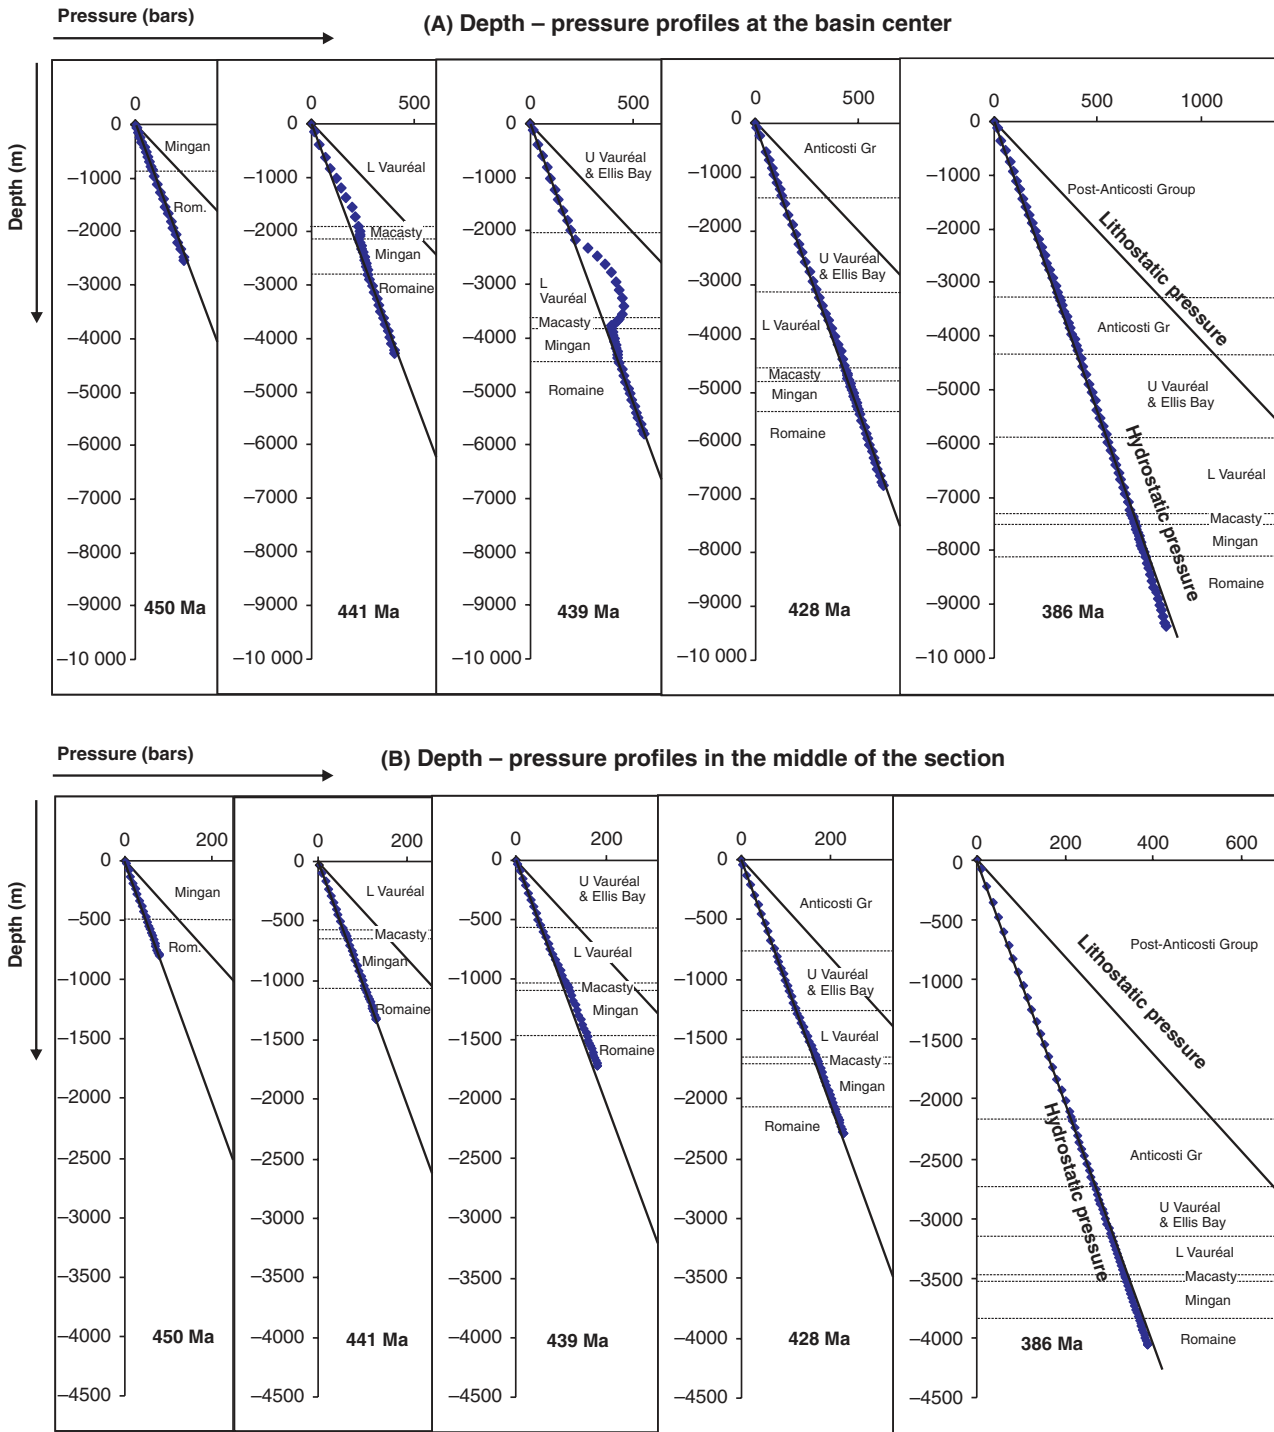 Pressure (bars)
(A) Depth – pressure profiles at the basin center
Depth (m)
0
0
–1000
–2000
–3000
–4000
–5000
–6000
–7000
–8000
–9000
–10 000
Mingan
Rom.
450 Ma
0 500
0
–1000
–2000
–3000
–4000
–5000
–6000
–7000
–8000
–9000
–10 000
L Vauréal
Macasty
Mingan
Romaine
441 Ma
0 500
0
–1000
–2000
–3000
–4000
–5000
–6000
–7000
–8000
–9000
–10 000
U Vauréal
& Ellis Bay
L
Vauréal
Macasty
Mingan
Romaine
439 Ma
0 500
0
–1000
–2000
–3000
–4000
–5000
–6000
–7000
–8000
–9000
–10 000
Anticosti Gr
U Vauréal
& Ellis Bay
L Vauréal
Macasty
Mingan
Romaine
428 Ma
0 500 1000
0
–1000
–2000
–3000
–4000
–5000
–6000
–7000
–8000
–9000
–10 000
Post-Anticosti Group
Lithostatic pressure
Anticosti Gr
U Vauréal
& Ellis Bay
Hydrostatic pressure
L Vauréal
Macasty
Mingan
Romaine
386 Ma
Pressure (bars)
(B) Depth – pressure profiles in the middle of the section
Depth (m)
0 200
0
–500
–1000
–1500
–2000
–2500
–3000
–3500
–4000
–4500
Mingan
Rom.
450 Ma
0 200
0
–500
–1000
–1500
–2000
–2500
–3000
–3500
–4000
–4500
L Vauréal
Macasty
Mingan
Romaine
441 Ma
0 200
0
–500
–1000
–1500
–2000
–2500
–3000
–3500
–4000
–4500
U Vauréal
& Ellis Bay
L Vauréal
Macasty
Mingan
Romaine
439 Ma
0 200
0
–500
–1000
–1500
–2000
–2500
–3000
–3500
–4000
–4500
Anticosti Gr
U Vauréal
& Ellis Bay
L Vauréal
Macasty
Mingan
Romaine
428 Ma
0 200 400 600
0
–500
–1000
–1500
–2000
–2500
–3000
–3500
–4000
–4500
Post-Anticosti Group
Lithostatic pressure
Hydrostatic pressure
Anticosti Gr
U Vauréal
& Ellis Bay
L Vauréal
Macasty
Mingan
Romaine
386 Ma